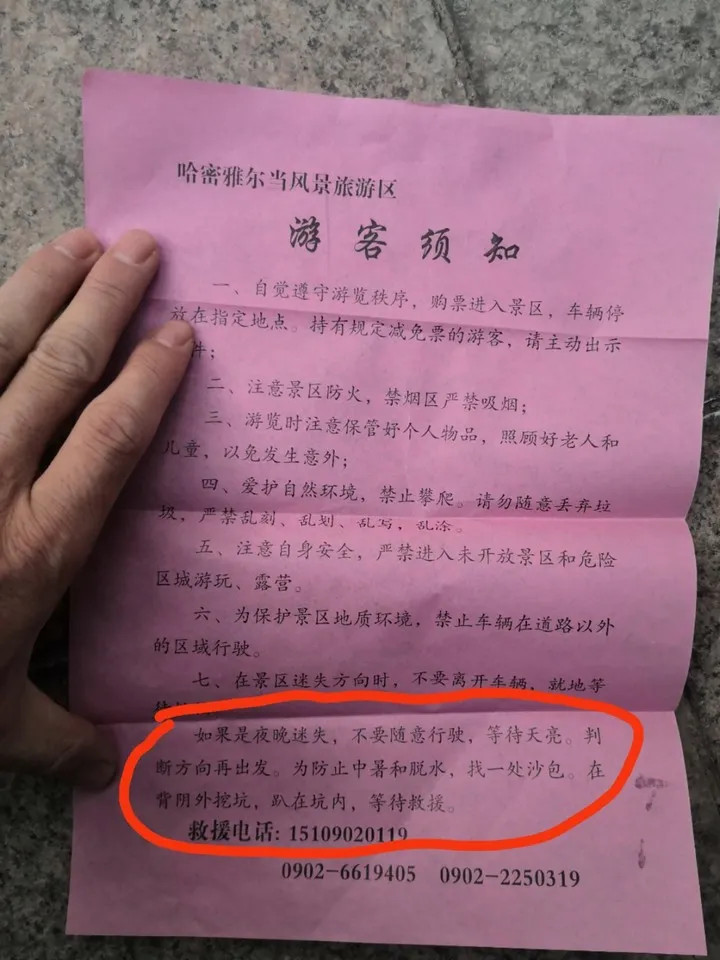 哈密雅尔当风景旅游区
游客须知
一、自觉遵守游览秩序，购票进入景区，车辆停
放在指定地点。持有规定减免票的游客，请主动出示
件；
二、注意景区防火，禁烟区严禁吸烟；
三、游览时注意保管好个人物品，照顾好老人和
儿童，以免发生意外；
四、爱护自然环境，禁止攀爬。请勿随意丢弃垃
圾，严禁乱刻、乱划、乱写，乱涂。
五、注意自身安全，严禁进入未开放景区和危险
区域游玩、露营。
六、为保护景区地质环境，禁止车辆在道路以外
的区域行驶。
七、在景区迷失方向时，不要离开车辆，就地等
如果是夜晚迷失，不要随意行驶，等待天亮。判
断方向再出发。为防止中暑和脱水，找一处沙包。在
背阴外挖坑，趴在坑内，等待救援。
救援电话：15109020119
0902-6619405 0902-2250319